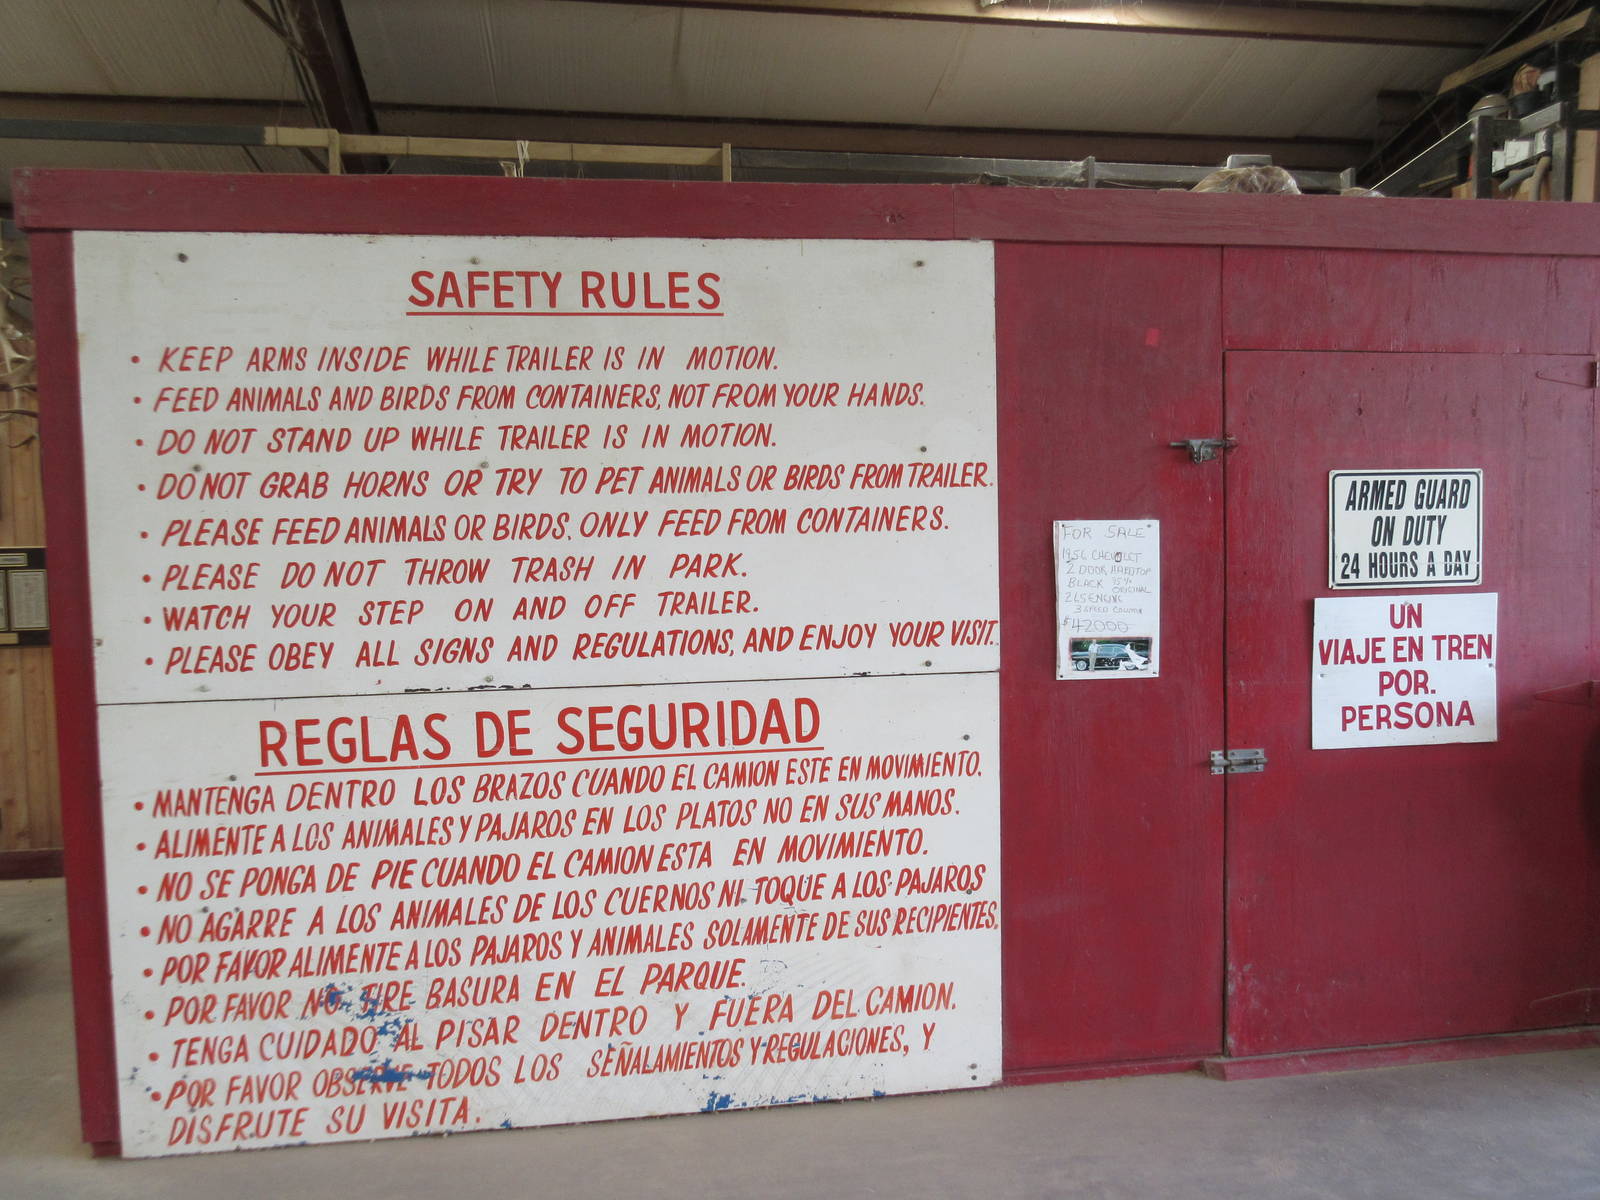 SAFETY RULES
• KEEP ARMS INSIDE WHILE TRAILER IS IN MOTION.
• FEED ANIMALS AND BIRDS FROM CONTAINERS, NOT FROM YOUR HANDS.
• DO NOT STAND UP WHILE TRAILER IS IN MOTION.
• DO NOT GRAB HORNS OR TRY TO PET ANIMALS OR BIRDS FROM TRAILER.
• PLEASE FEED ANIMALS OR BIRDS, ONLY FEED FROM CONTAINERS.
• PLEASE DO NOT THROW TRASH IN PARK.
• WATCH YOUR STEP ON AND OFF TRAILER.
• PLEASE OBEY ALL SIGNS AND REGULATIONS, AND ENJOY YOUR VISIT.
REGLAS DE SEGURIDAD
• MANTENGA DENTRO LOS BRAZOS CUANDO EL CAMION ESTE EN MOVIMIENTO.
• ALIMENTE A LOS ANIMALES Y PAJAROS EN LOS PLATOS NO EN SUS MANOS.
• NO SE PONGA DE PIE CUANDO EL CAMION ESTA EN MOVIMIENTO.
• NO AGARRE A LOS ANIMALES DE LOS CUERNOS NI TOQUE A LOS PAJAROS
• POR FAVOR ALIMENTE A LOS PAJAROS Y ANIMALES SOLAMENTE DE SUS RECIPIENTES.
• POR FAVOR NO TIRE BASURA EN EL PARQUE.
• TENGA CUIDADO AL PISAR DENTRO Y FUERA DEL CAMION.
• POR FAVOR OBSERVE TODOS LOS SEÑALAMIENTOS Y REGULACIONES, Y
DISFRUTE SU VISITA.
FOR SALE
1956 CHEVOLET
2 DOOR HARDTOP
BLACK 95%
ORIGINAL
265 ENGINE
3 SPEED COLUMN
$42000
ARMED GUARD
ON DUTY
24 HOURS A DAY
UN
VIAJE EN TREN
POR.
PERSONA